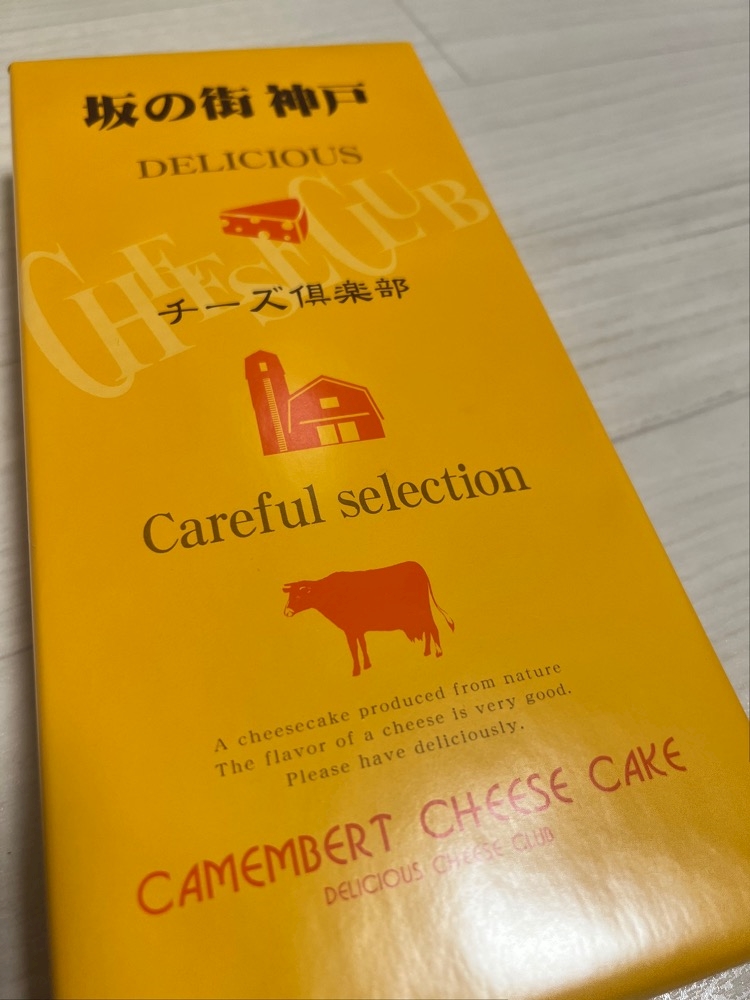 坂の街 神戸
DELICIOUS
CHEESE CLUB
チーズ倶楽部
Careful selection
A cheesecake produced from nature
The flavor of a cheese is very good.
Please have deliciously.
CAMEMBERT CHEESE CAKE
DELICIOUS CHEESE CLUB